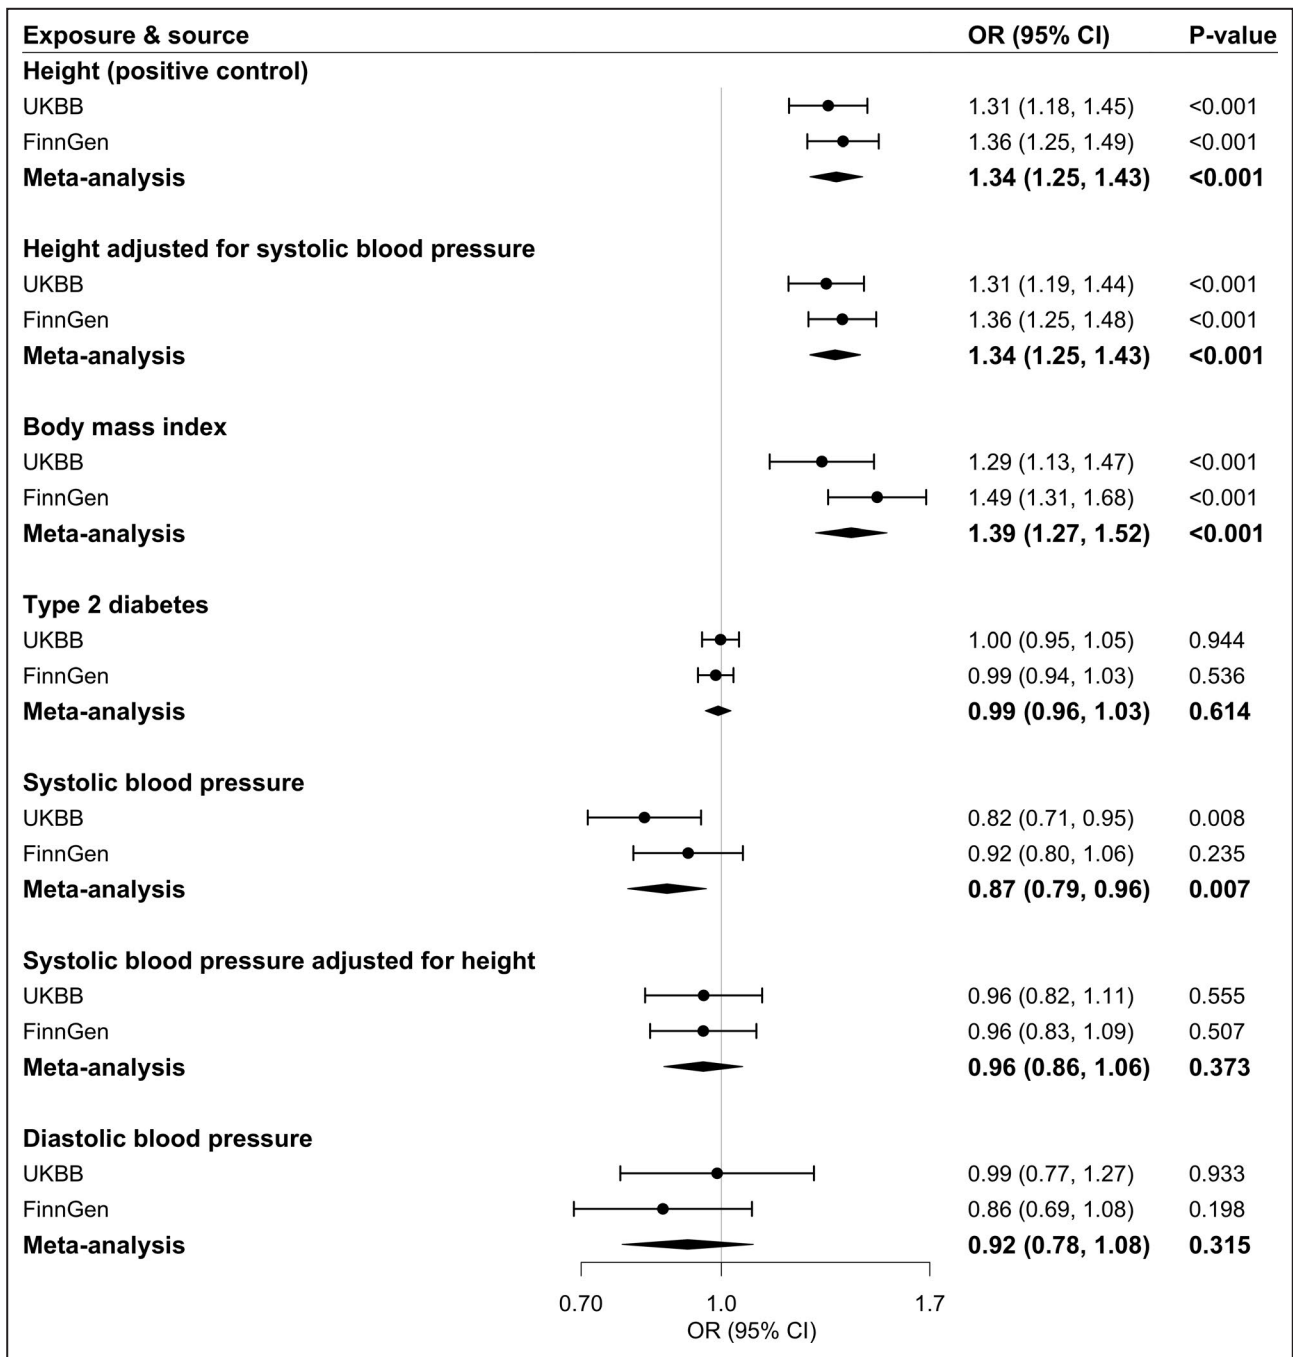 Exposure & source OR (95% CI) P-value
Height (positive control)
UKBB 1.31 (1.18, 1.45) <0.001
FinnGen 1.36 (1.25, 1.49) <0.001
Meta-analysis 1.34 (1.25, 1.43) <0.001
Height adjusted for systolic blood pressure
UKBB 1.31 (1.19, 1.44) <0.001
FinnGen 1.36 (1.25, 1.48) <0.001
Meta-analysis 1.34 (1.25, 1.43) <0.001
Body mass index
UKBB 1.29 (1.13, 1.47) <0.001
FinnGen 1.49 (1.31, 1.68) <0.001
Meta-analysis 1.39 (1.27, 1.52) <0.001
Type 2 diabetes
UKBB 1.00 (0.95, 1.05) 0.944
FinnGen 0.99 (0.94, 1.03) 0.536
Meta-analysis 0.99 (0.96, 1.03) 0.614
Systolic blood pressure
UKBB 0.82 (0.71, 0.95) 0.008
FinnGen 0.92 (0.80, 1.06) 0.235
Meta-analysis 0.87 (0.79, 0.96) 0.007
Systolic blood pressure adjusted for height
UKBB 0.96 (0.82, 1.11) 0.555
FinnGen 0.96 (0.83, 1.09) 0.507
Meta-analysis 0.96 (0.86, 1.06) 0.373
Diastolic blood pressure
UKBB 0.99 (0.77, 1.27) 0.933
FinnGen 0.86 (0.69, 1.08) 0.198
Meta-analysis 0.92 (0.78, 1.08) 0.315
0.70 1.0 1.7
OR (95% CI)